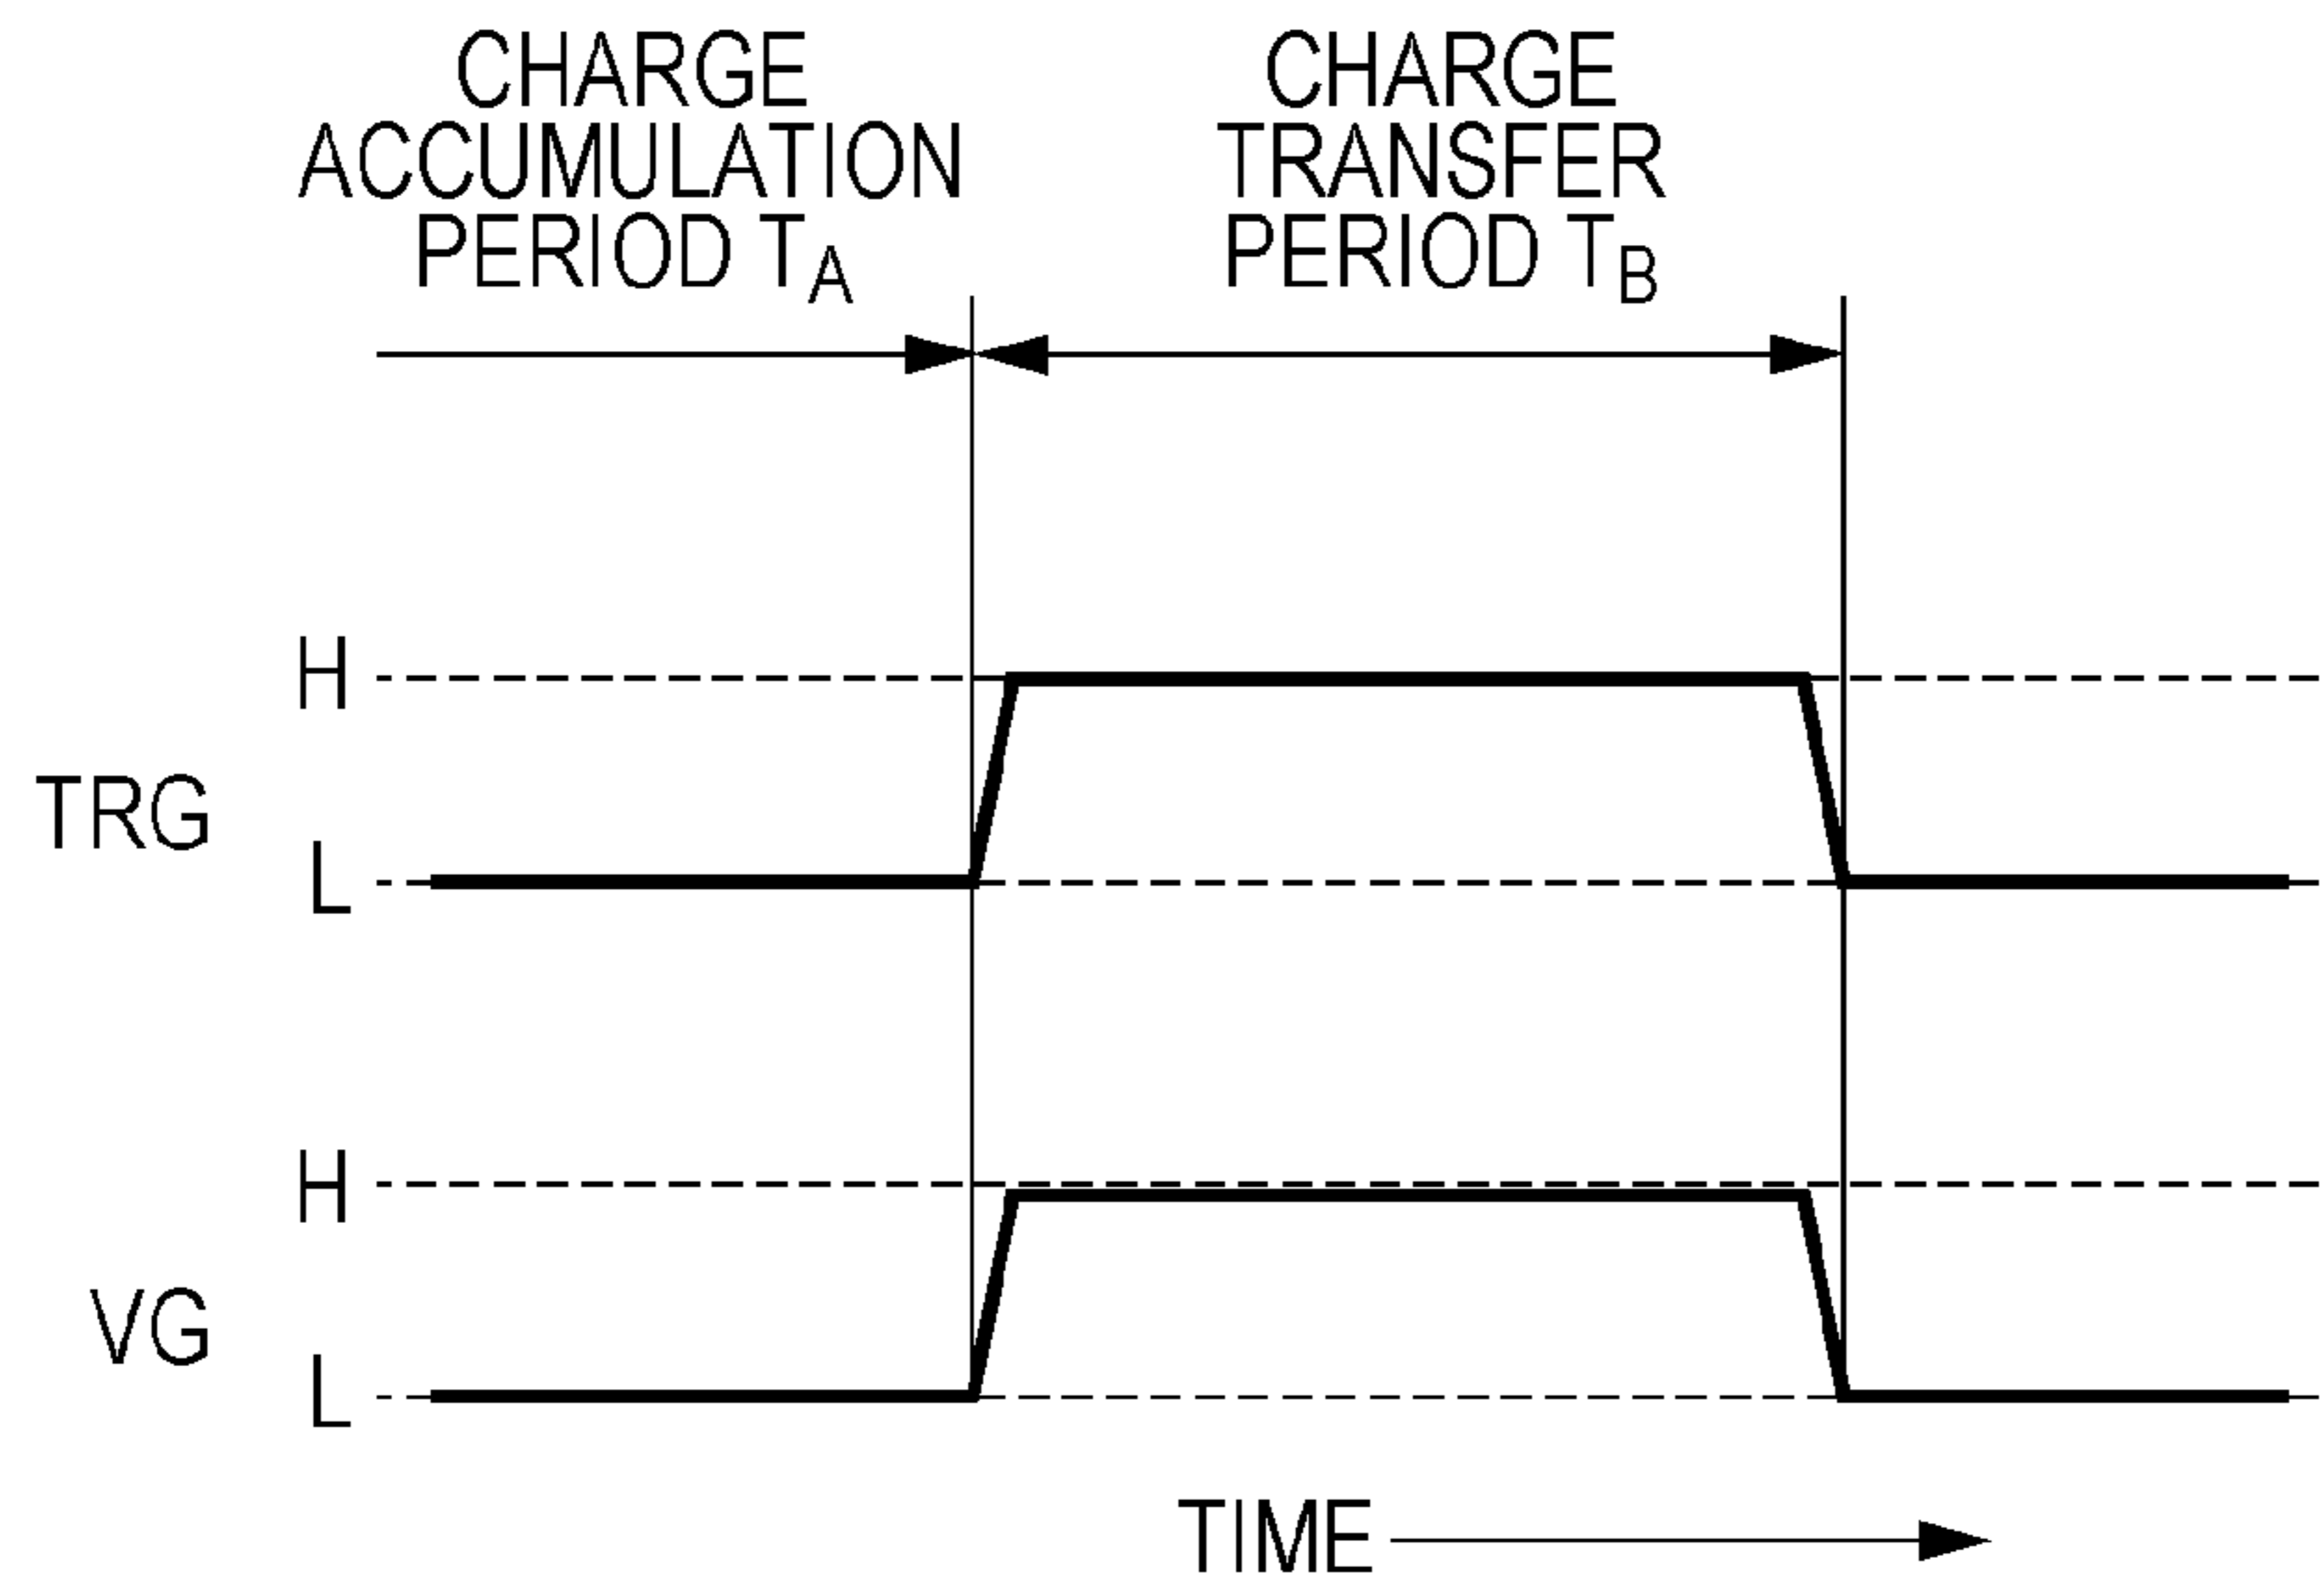 CHARGE
ACCUMULATION
PERIOD TA
CHARGE
TRANSFER
PERIOD TB
H
TRG
L
H
VG
L
TIME